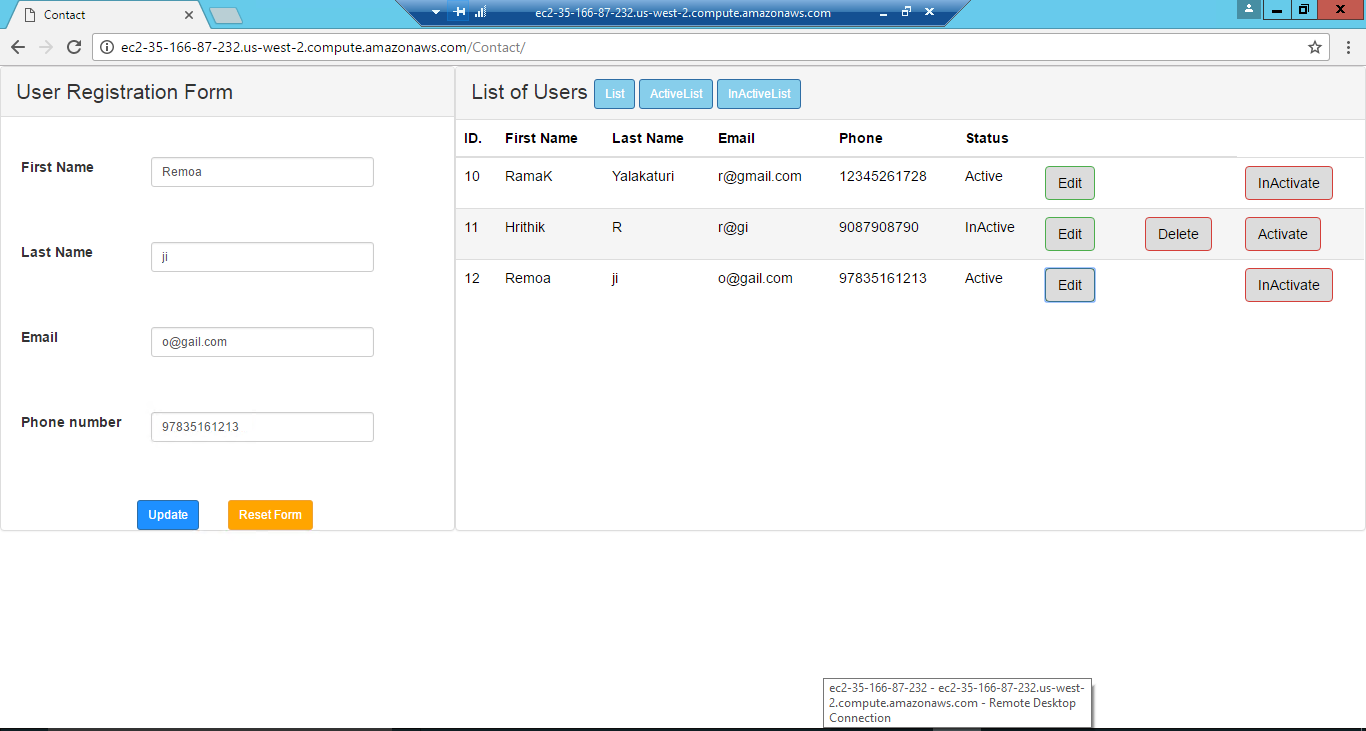 Contact
ec2-35-166-87-232.us-west-2.compute.amazonaws.com
ec2-35-166-87-232.us-west-2.compute.amazonaws.com/Contact/
User Registration Form
First Name Remoa
Last Name ji
Email o@gail.com
Phone number 97835161213
Update Reset Form
List of Users List ActiveList InActiveList
ID. First Name Last Name Email Phone Status
10 RamaK Yalakaturi r@gmail.com 12345261728 Active Edit InActivate
11 Hrithik R r@gi 9087908790 InActive Edit Delete Activate
12 Remoa ji o@gail.com 97835161213 Active Edit InActivate
ec2-35-166-87-232 - ec2-35-166-87-232.us-west-
2.compute.amazonaws.com - Remote Desktop
Connection